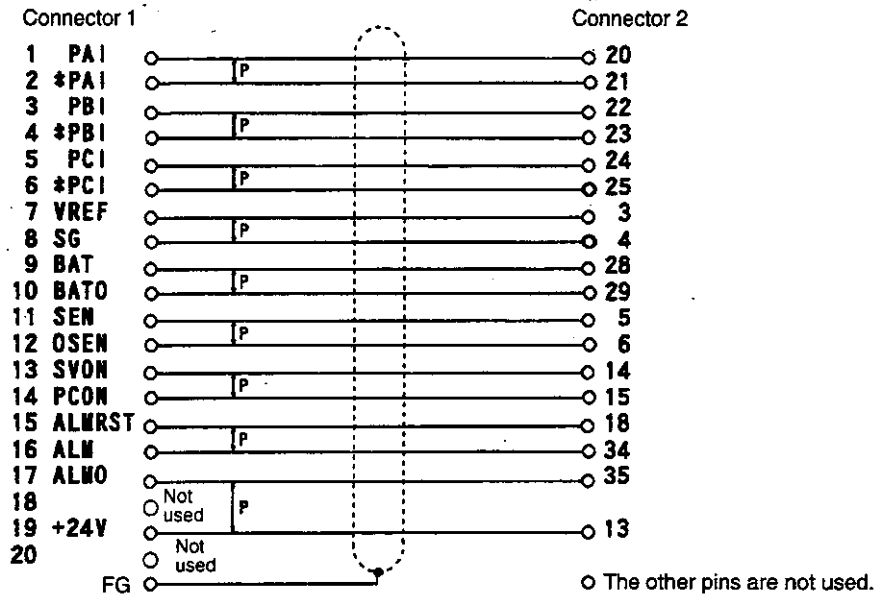 Connector 1 Connector 2
1 PAI P 20
2 *PAI 21
3 PBI P 22
4 *PBI 23
5 PCI P 24
6 *PCI 25
7 VREF P 3
8 SG 4
9 BAT P 28
10 BATO 29
11 SEN P 5
12 OSEN 6
13 SVON P 14
14 PCON 15
15 ALMRST P 18
16 ALM 34
17 ALMO 35
18 Not used P
19 +24V 13
20 Not used
FG The other pins are not used.